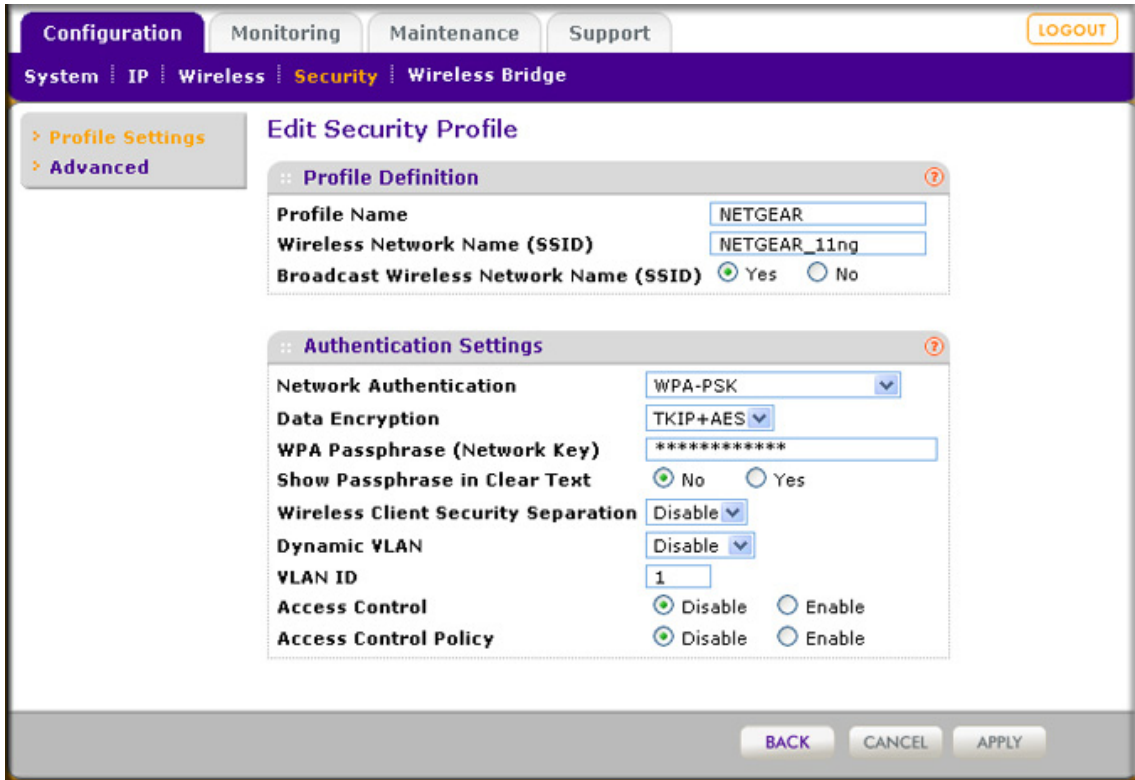 Configuration Monitoring Maintenance Support LOGOUT
System IP Wireless Security Wireless Bridge
Profile Settings
Advanced
Edit Security Profile
Profile Definition ?
Profile Name NETGEAR
Wireless Network Name (SSID) NETGEAR_11ng
Broadcast Wireless Network Name (SSID) Yes No
Authentication Settings ?
Network Authentication WPA-PSK
Data Encryption TKIP+AES
WPA Passphrase (Network Key) ************
Show Passphrase in Clear Text No Yes
Wireless Client Security Separation Disable
Dynamic VLAN Disable
VLAN ID 1
Access Control Disable Enable
Access Control Policy Disable Enable
BACK CANCEL APPLY